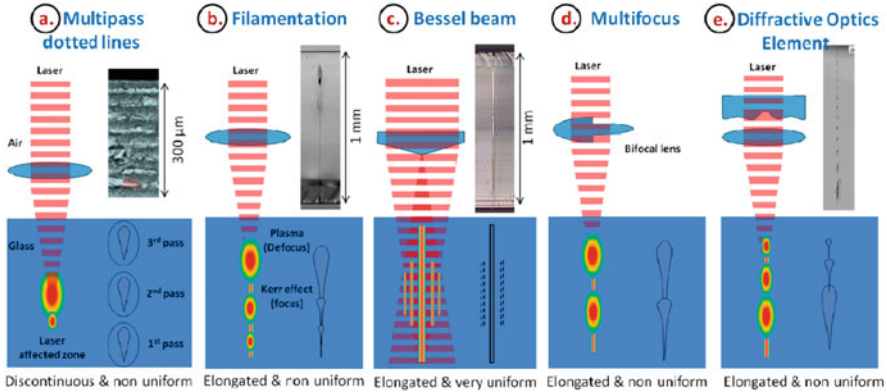 a. Multipass
dotted lines
Laser
Air
300 µm
Glass
3rd pass
2nd pass
1st pass
Laser
affected zone
Discontinuous & non uniform
b. Filamentation
Laser
1 mm
Plasma
(Defocus)
Kerr effect
(focus)
Elongated & non uniform
c. Bessel beam
1 mm
Elongated & very uniform
d. Multifocus
Laser
Bifocal lens
Elongated & non uniform
e. Diffractive Optics
Element
Laser
Elongated & non uniform